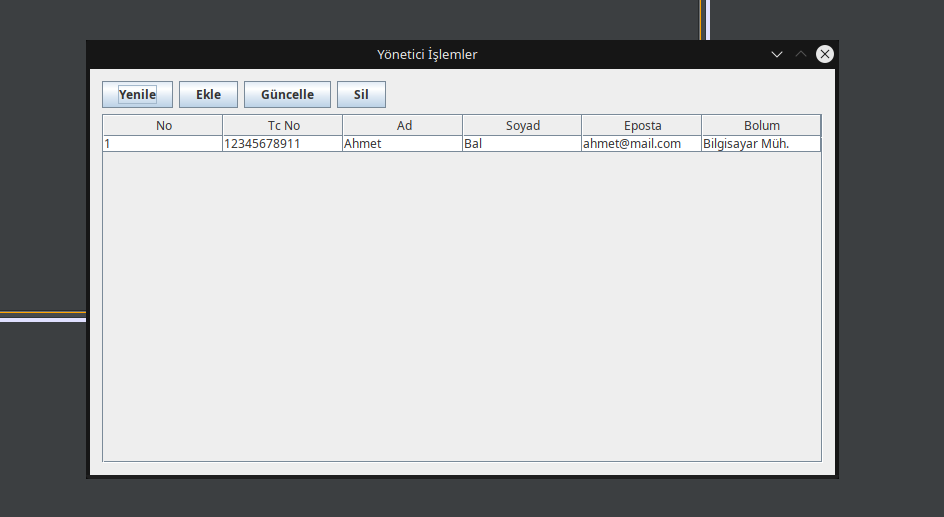 Yönetici İşlemler
Yenile Ekle Güncelle Sil
No Tc No Ad Soyad Eposta Bolum
1 12345678911 Ahmet Bal ahmet@mail.com Bilgisayar Müh.